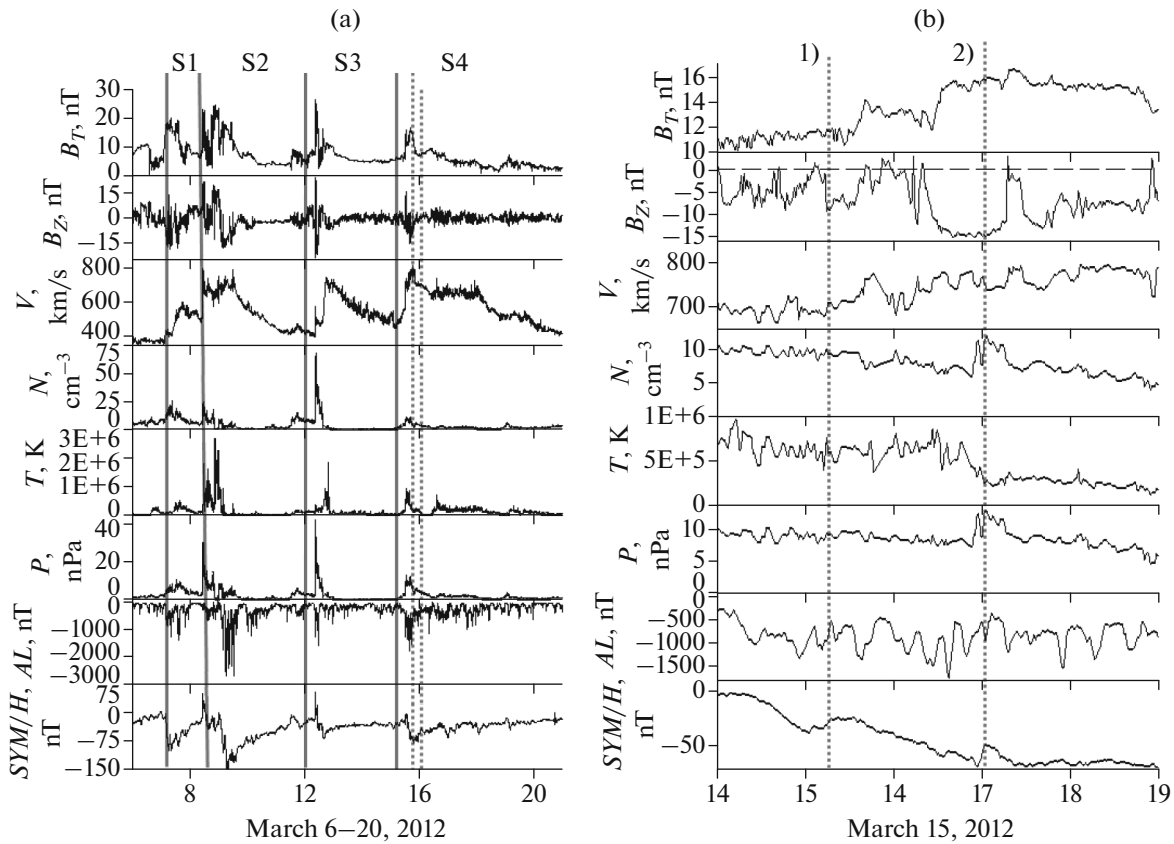 (a)
S1 S2 S3 S4
30
20
10
0
B_T, nT
15
0
−15
B_Z, nT
800
600
400
V, km/s
75
50
25
0
N, cm^−3
3E+6
2E+6
1E+6
0
T, K
40
20
0
P, nPa
0
−1000
−2000
−3000
AL, nT
75
0
−75
−150
SYM/H, nT
8 12 16 20
March 6−20, 2012
(b)
1) 2)
16
14
12
10
B_T, nT
0
−5
−10
−15
B_Z, nT
800
700
V, km/s
10
5
N, cm^−3
1E+6
5E+5
0
T, K
10
5
0
P, nPa
0
−500
−1000
−1500
AL, nT
0
−50
SYM/H, nT
14 15 14 17 18 19
March 15, 2012